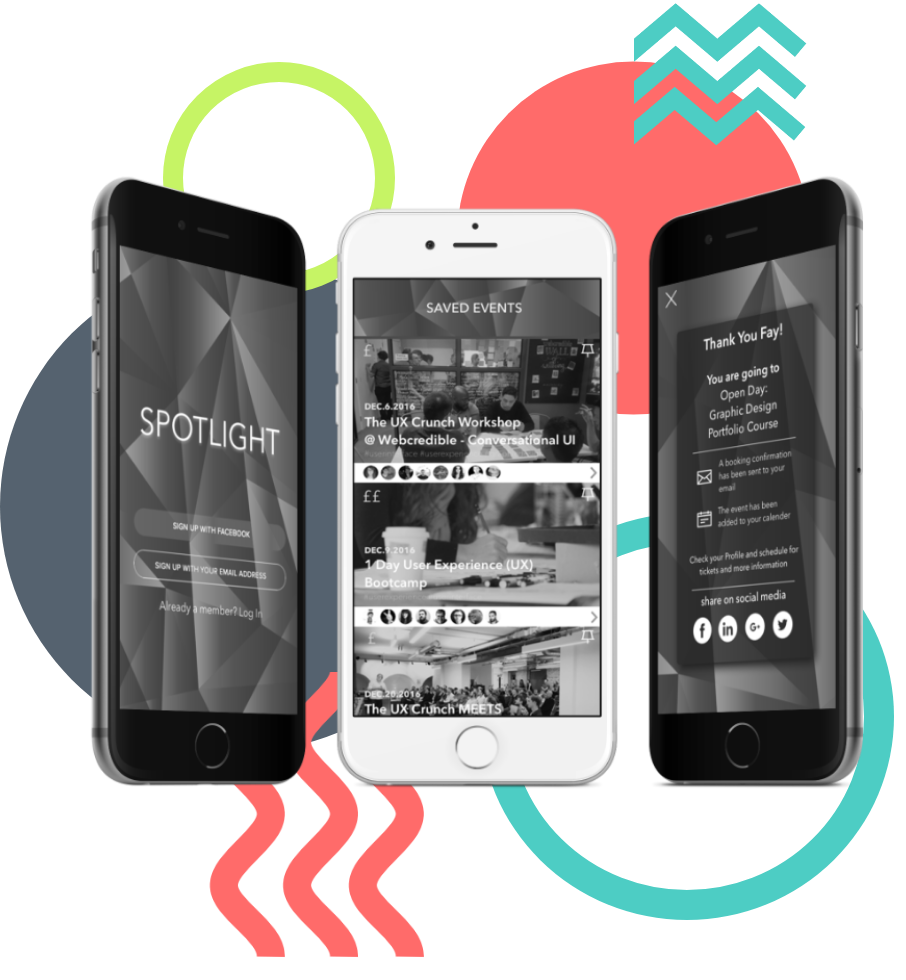 SPOTLIGHT
SIGN UP WITH FACEBOOK
SIGN UP WITH YOUR EMAIL ADDRESS
Already a member? Log In
SAVED EVENTS
£
DEC.6.2016
The UX Crunch Workshop
@ Webcredible - Conversational UI
££
DEC.9.2016
1 Day User Experience (UX)
Bootcamp
£
DEC.20.2016
The UX Crunch MEETS
X
Thank You Fay!
You are going to
Open Day:
Graphic Design
Portfolio Course
A booking confirmation
has been sent to your
email
The event has been
added to your calender
Check your Profile and schedule for
tickets and more information
share on social media
f
in
G+